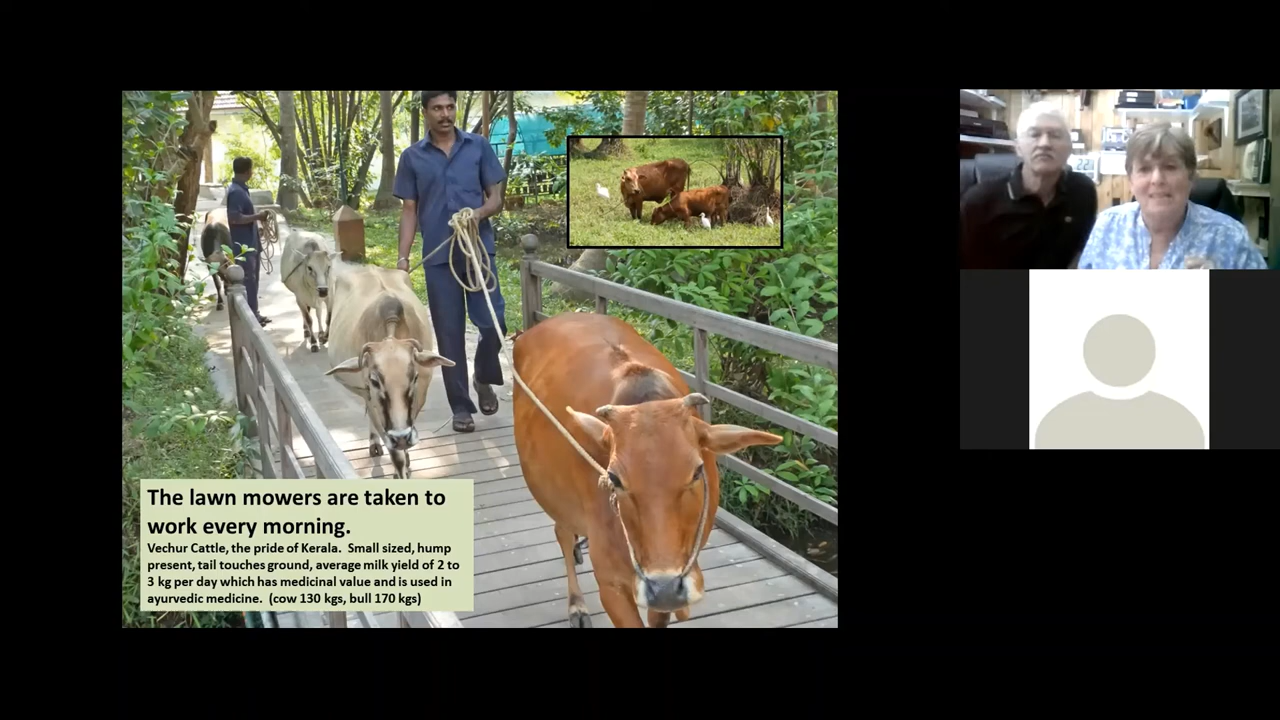 The lawn mowers are taken to
work every morning.
Vechur Cattle, the pride of Kerala. Small sized, hump
present, tail touches ground, average milk yield of 2 to
3 kg per day which has medicinal value and is used in
ayurvedic medicine. (cow 130 kgs, bull 170 kgs)